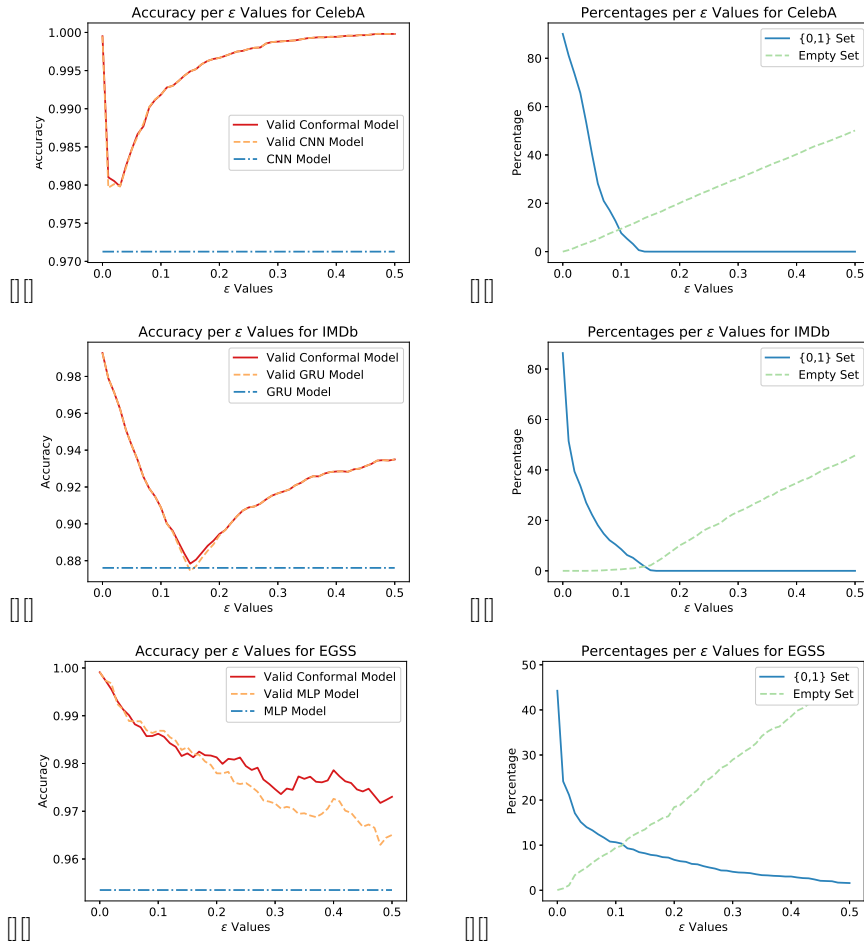 Accuracy per ε Values for CelebA
1.000
0.995
0.990
0.985
0.980
0.975
0.970
Accuracy
Valid Conformal Model
Valid CNN Model
CNN Model
0.0 0.1 0.2 0.3 0.4 0.5
ε Values
Percentages per ε Values for CelebA
80
60
40
20
0
Percentage
{0,1} Set
Empty Set
0.0 0.1 0.2 0.3 0.4 0.5
ε Values
Accuracy per ε Values for IMDb
0.98
0.96
0.94
0.92
0.90
0.88
Accuracy
Valid Conformal Model
Valid GRU Model
GRU Model
0.0 0.1 0.2 0.3 0.4 0.5
ε Values
Percentages per ε Values for IMDb
80
60
40
20
0
Percentage
{0,1} Set
Empty Set
0.0 0.1 0.2 0.3 0.4 0.5
ε Values
Accuracy per ε Values for EGSS
1.00
0.99
0.98
0.97
0.96
Accuracy
Valid Conformal Model
Valid MLP Model
MLP Model
0.0 0.1 0.2 0.3 0.4 0.5
ε Values
Percentages per ε Values for EGSS
50
40
30
20
10
0
Percentage
{0,1} Set
Empty Set
0.0 0.1 0.2 0.3 0.4 0.5
ε Values